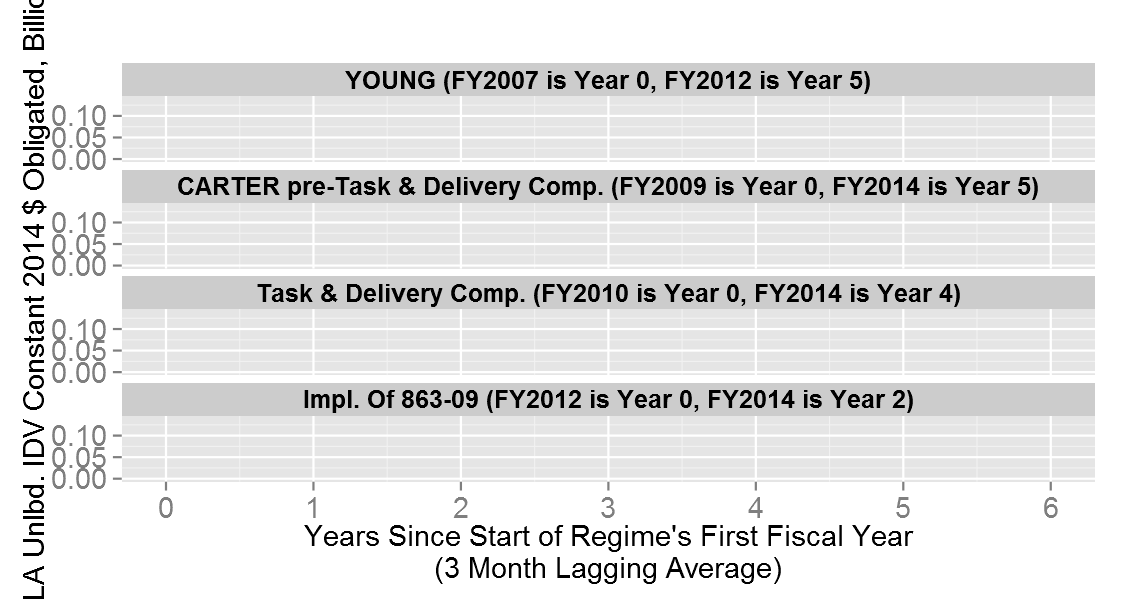 LA Unlbd. IDV Constant 2014 $ Obligated,
YOUNG (FY2007 is Year 0, FY2012 is Year 5)
0.10
0.05
0.00
CARTER pre-Task & Delivery Comp. (FY2009 is Year 0, FY2014 is Year 5)
0.10
0.05
0.00
Task & Delivery Comp. (FY2010 is Year 0, FY2014 is Year 4)
0.10
0.05
0.00
Impl. Of 863-09 (FY2012 is Year 0, FY2014 is Year 2)
0.10
0.05
0.00
0 1 2 3 4 5 6
Years Since Start of Regime's First Fiscal Year
(3 Month Lagging Average)